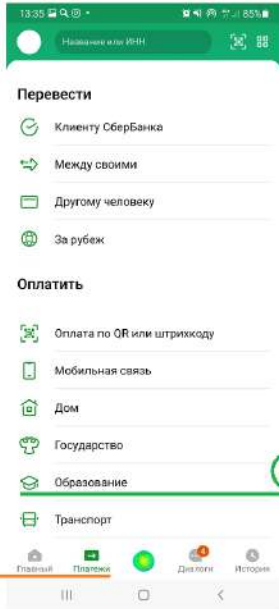 13:35
85%
Название или ИНН
Перевести
Клиенту СберБанка
Между своими
Другому человеку
За рубеж
Оплатить
Оплата по QR или штрихкоду
Мобильная связь
Дом
Государство
Образование
Транспорт
4
Главный Платежи Диалоги История